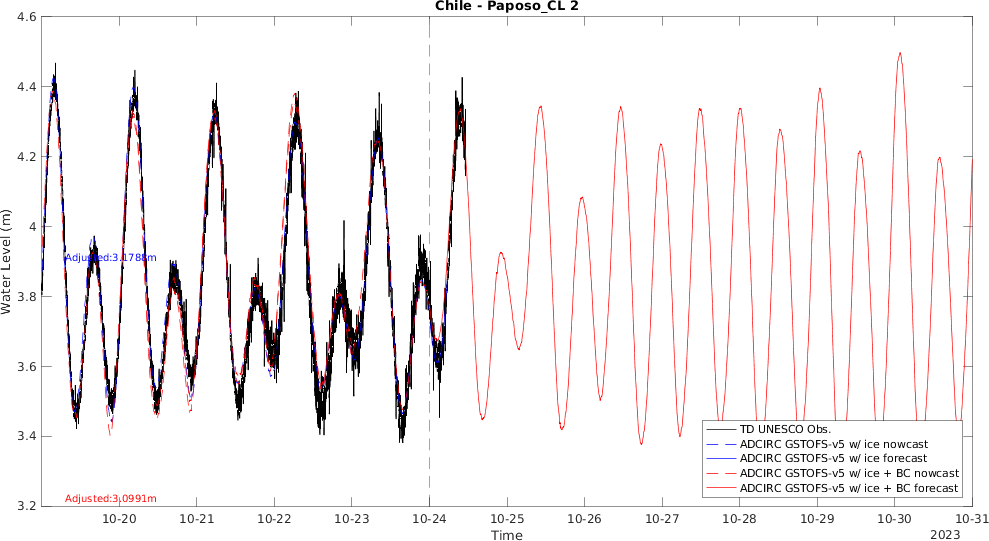 Chile - Paposo_CL 2
4.6
4.4
4.2
4
3.8
3.6
3.4
3.2
Water Level (m)
Adjusted:3.1788m
Adjusted:3.0991m
TD UNESCO Obs.
ADCIRC GSTOFS-v5 w/ ice nowcast
ADCIRC GSTOFS-v5 w/ ice forecast
ADCIRC GSTOFS-v5 w/ ice + BC nowcast
ADCIRC GSTOFS-v5 w/ ice + BC forecast
10-20 10-21 10-22 10-23 10-24 10-25 10-26 10-27 10-28 10-29 10-30 10-31
Time
2023